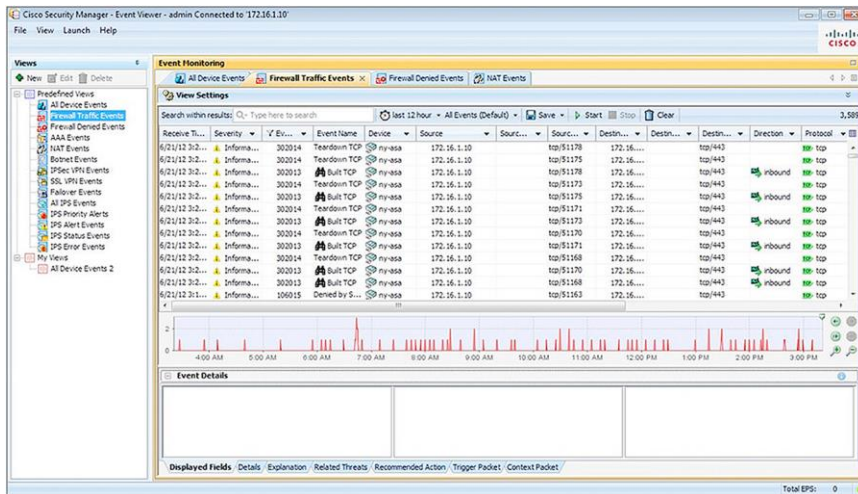 Cisco Security Manager - Event Viewer - admin Connected to '172.16.1.10'
File View Launch Help
CISCO
Views
New Edit Delete
Predefined Views
All Device Events
Firewall Traffic Events
Firewall Denied Events
AAA Events
NAT Events
Botnet Events
IPSec VPN Events
SSL VPN Events
Failover Events
All IPS Events
IPS Priority Alerts
IPS Alert Events
IPS Status Events
IPS Error Events
My Views
All Device Events 2
Event Monitoring
All Device Events Firewall Traffic Events Firewall Denied Events NAT Events
View Settings
Search within results: Type here to search last 12 hour All Events (Default) Save Start Stop Clear 3,589
Receive Ti... Severity Ev... Event Name Device Source Sourc... Sourc... Destin... Destin... Destin... Direction Protocol
6/21/12 3:2... Informa... 302014 Teardown TCP ny-asa 172.16.1.10 tcp/51178 172.16.... tcp/443 tcp
6/21/12 3:2... Informa... 302014 Teardown TCP ny-asa 172.16.1.10 tcp/51175 172.16.... tcp/443 tcp
6/21/12 3:2... Informa... 302013 Built TCP ny-asa 172.16.1.10 tcp/51178 172.16.... tcp/443 inbound tcp
6/21/12 3:2... Informa... 302014 Teardown TCP ny-asa 172.16.1.10 tcp/51173 172.16.... tcp/443 tcp
6/21/12 3:2... Informa... 302013 Built TCP ny-asa 172.16.1.10 tcp/51175 172.16.... tcp/443 inbound tcp
6/21/12 3:2... Informa... 302014 Teardown TCP ny-asa 172.16.1.10 tcp/51171 172.16.... tcp/443 tcp
6/21/12 3:2... Informa... 302013 Built TCP ny-asa 172.16.1.10 tcp/51173 172.16.... tcp/443 inbound tcp
6/21/12 3:2... Informa... 302014 Teardown TCP ny-asa 172.16.1.10 tcp/51170 172.16.... tcp/443 tcp
6/21/12 3:2... Informa... 302013 Built TCP ny-asa 172.16.1.10 tcp/51171 172.16.... tcp/443 inbound tcp
6/21/12 3:2... Informa... 302014 Teardown TCP ny-asa 172.16.1.10 tcp/51168 172.16.... tcp/443 tcp
6/21/12 3:2... Informa... 302013 Built TCP ny-asa 172.16.1.10 tcp/51170 172.16.... tcp/443 inbound tcp
6/21/12 3:2... Informa... 302013 Built TCP ny-asa 172.16.1.10 tcp/51168 172.16.... tcp/443 inbound tcp
6/21/12 3:1... Informa... 106015 Denied by S... ny-asa 172.16.1.10 tcp/51163 172.16.... tcp/443 tcp
2
0
4:00 AM 5:00 AM 6:00 AM 7:00 AM 8:00 AM 9:00 AM 10:00 AM 11:00 AM 12:00 PM 1:00 PM 2:00 PM 3:00 PM
Event Details
Displayed Fields Details Explanation Related Threats Recommended Action Trigger Packet Context Packet
Total EPS: 0